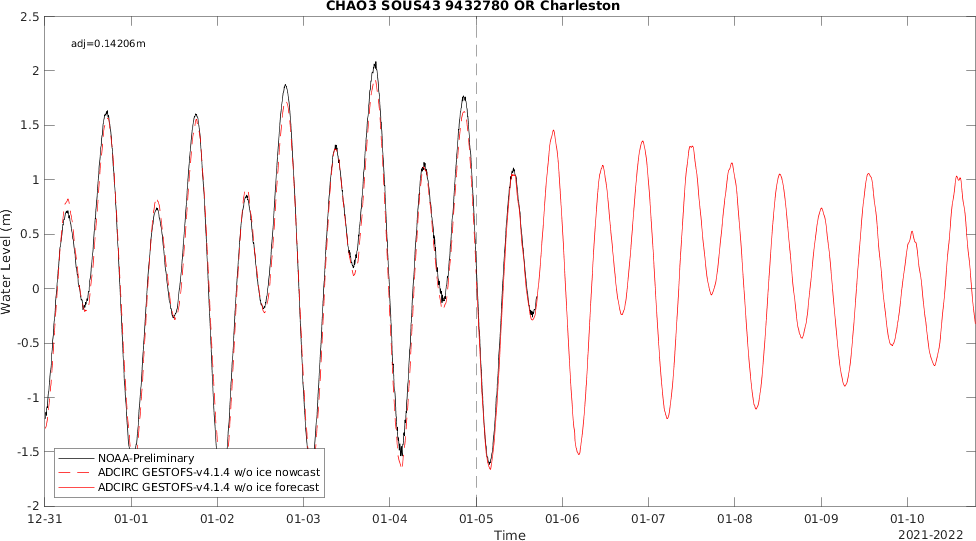 CHAO3 SOUS43 9432780 OR Charleston
adj=0.14206m
2.5
2
1.5
1
0.5
0
-0.5
-1
-1.5
-2
Water Level (m)
NOAA-Preliminary
ADCIRC GESTOFS-v4.1.4 w/o ice nowcast
ADCIRC GESTOFS-v4.1.4 w/o ice forecast
12-31 01-01 01-02 01-03 01-04 01-05 01-06 01-07 01-08 01-09 01-10
Time
2021-2022